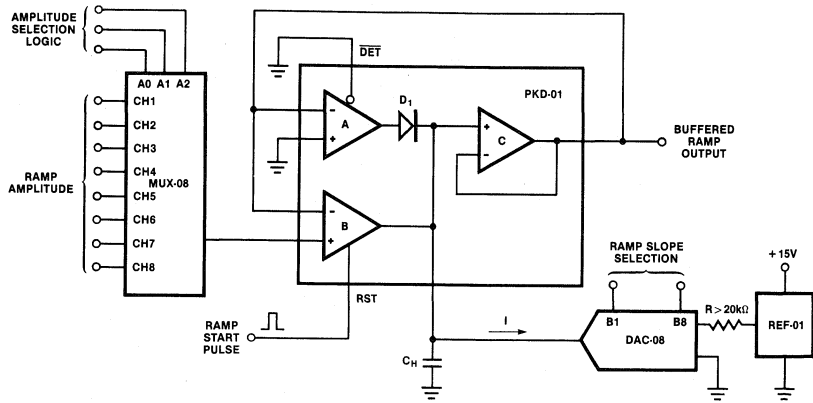 AMPLITUDE
SELECTION
LOGIC
A0 A1 A2
CH1
CH2
CH3
CH4
MUX-08
CH5
CH6
CH7
CH8
RAMP
AMPLITUDE
DET
PKD-01
D1
-
A
+
+
C
-
-
B
+
BUFFERED
RAMP
OUTPUT
RST
RAMP
START
PULSE
I
CH
RAMP SLOPE
SELECTION
B1
B8
DAC-08
R>20kΩ
+15V
REF-01